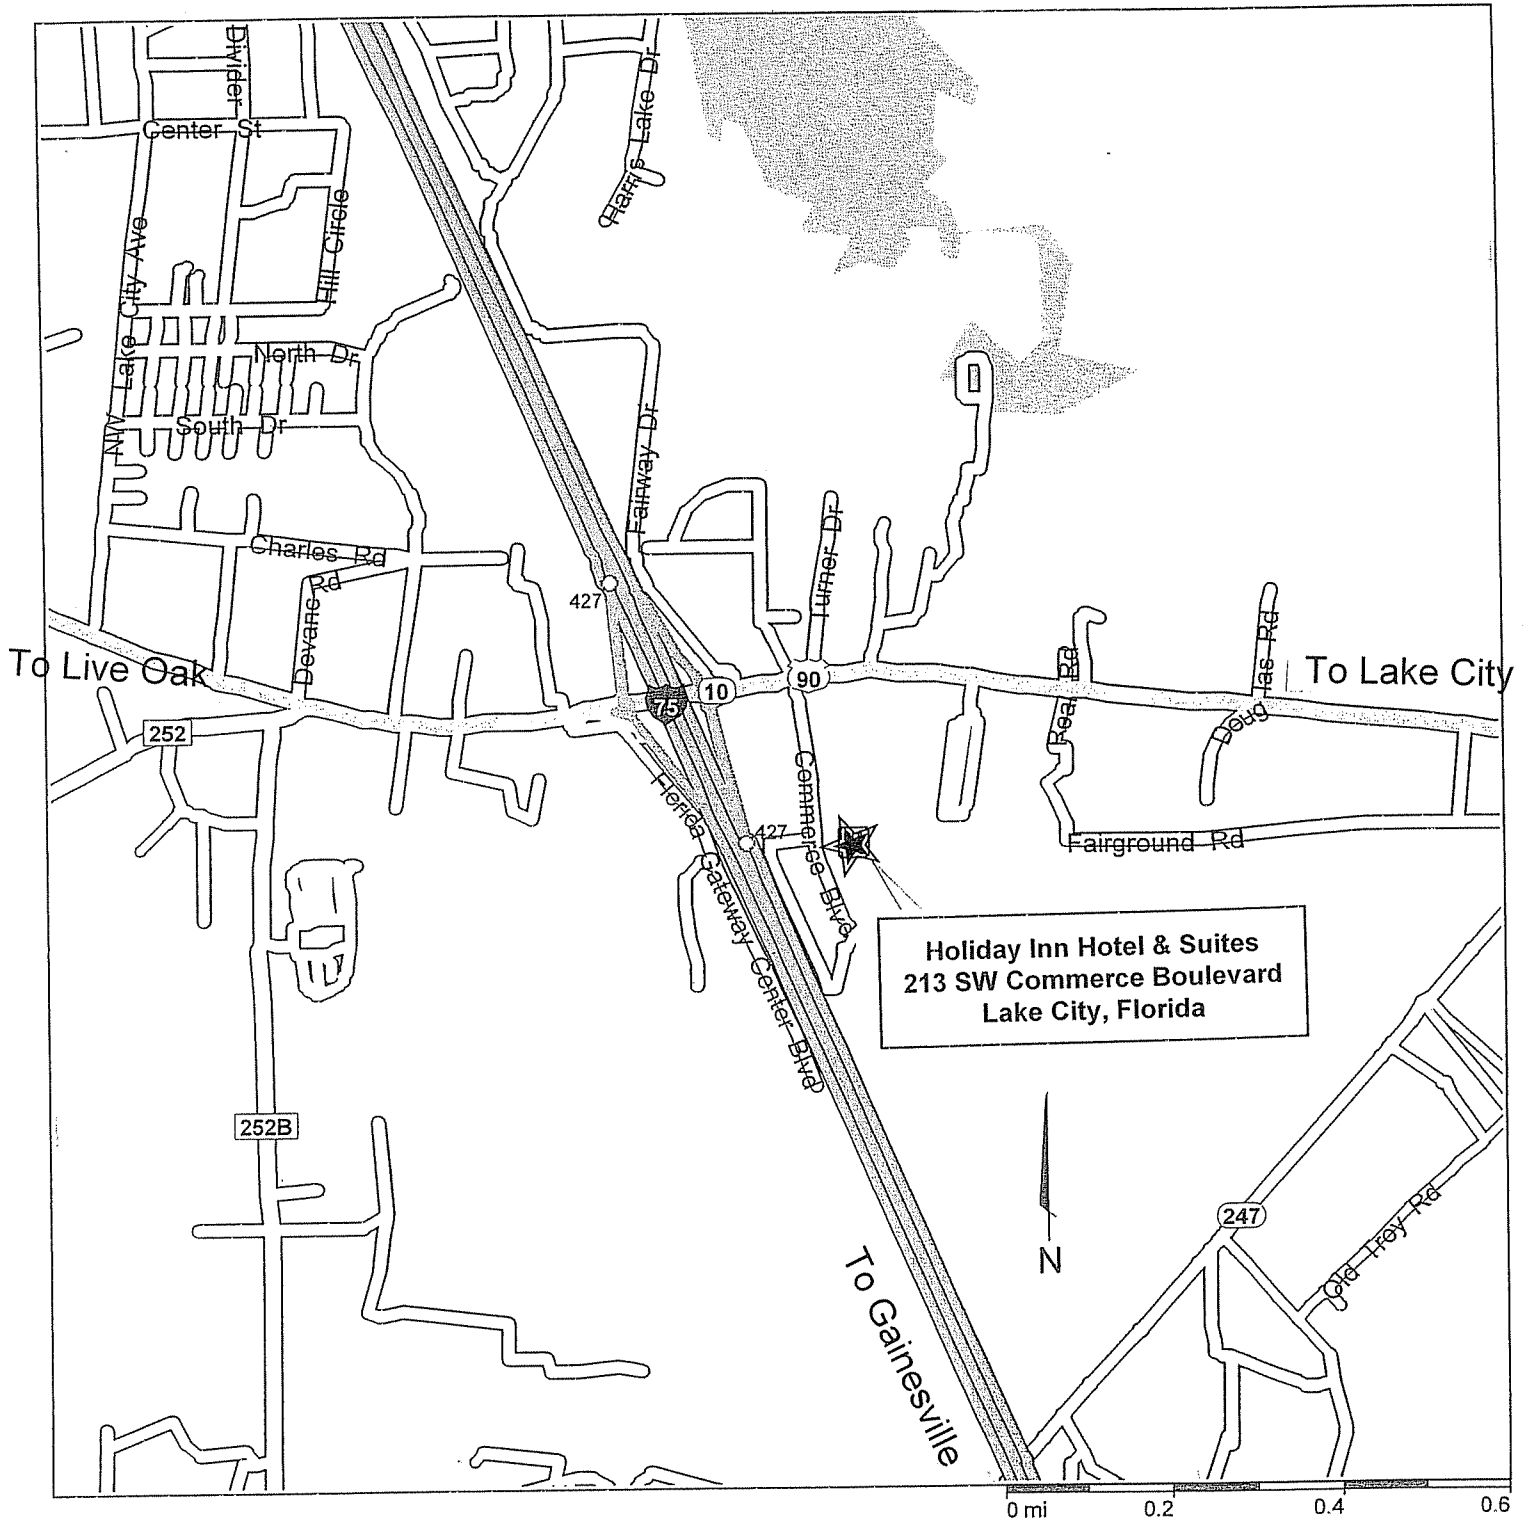 Divider
Center St
Harris Lake Dr
Hill Circle
NW Lake City Ave
North Dr
South Dr
Fairway Dr
Charles Rd
Turner Dr
427
Devane Rd
Real Rd
Douglas Rd
To Live Oak
To Lake City
90
10
75
252
Florida Gateway Center Blvd
Commerce Blvd
427
Fairground Rd
Holiday Inn Hotel & Suites
213 SW Commerce Boulevard
Lake City, Florida
252B
N
247
Old Troy Rd
To Gainesville
0 mi 0.2 0.4 0.6